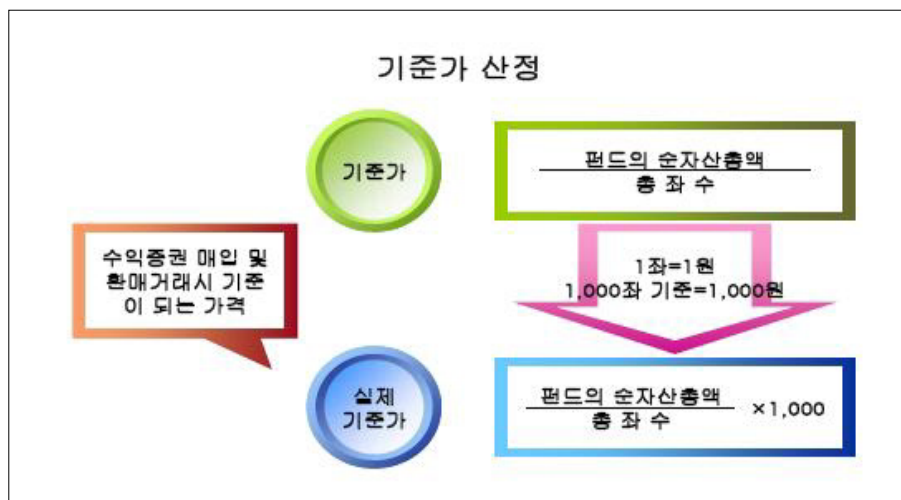 기준가 산정
기준가
펀드의 순자산총액
총 좌 수
수익증권 매입 및
환매거래시 기준
이 되는 가격
1좌=1원
1,000좌 기준=1,000원
실제
기준가
펀드의 순자산총액
총 좌 수
×1,000